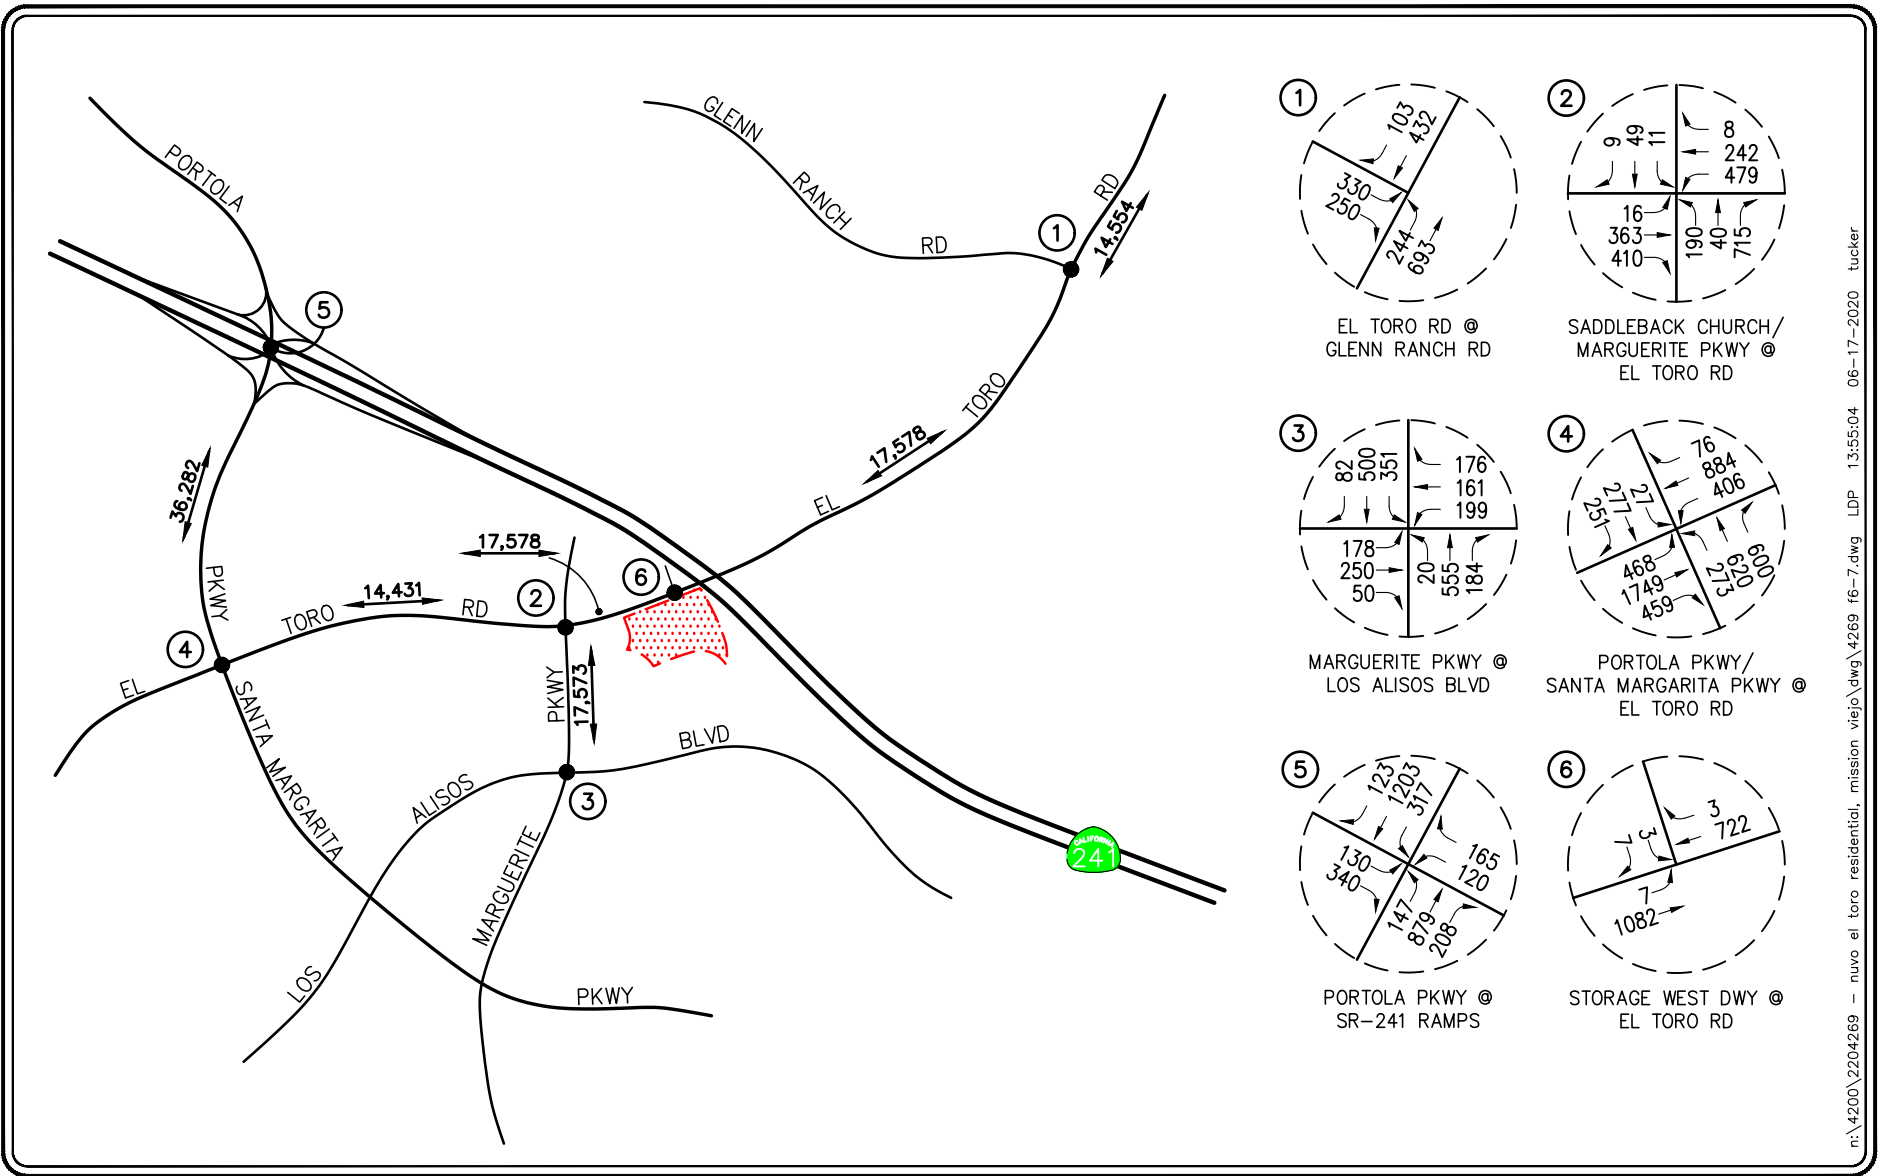 PORTOLA
GLENN
RANCH
RD
RD
14,554
1
5
TORO
17,578
EL
36,282
PKWY
17,578
6
2
14,431
TORO
RD
4
EL
PKWY
17,573
SANTA
MARGARITA
PKWY
BLVD
ALISOS
LOS
3
MARGUERITE
CALIFORNIA
241
1
103
432
330
250
244
693
EL TORO RD @
GLENN RANCH RD
2
9
49
11
8
242
479
16
363
410
190
40
715
SADDLEBACK CHURCH/
MARGUERITE PKWY @
EL TORO RD
3
82
500
351
176
161
199
178
250
50
20
555
184
MARGUERITE PKWY @
LOS ALISOS BLVD
4
251
277
27
76
884
406
468
1749
459
273
620
600
PORTOLA PKWY/
SANTA MARGARITA PKWY @
EL TORO RD
5
123
1203
317
165
120
130
340
147
879
208
PORTOLA PKWY @
SR-241 RAMPS
6
7
3
3
722
7
1082
STORAGE WEST DWY @
EL TORO RD
n:\4200\2204269 - nuvo el toro residential, mission viejo\dwg\4269 f6-7.dwg LDP 13:55:04 06-17-2020 tucker